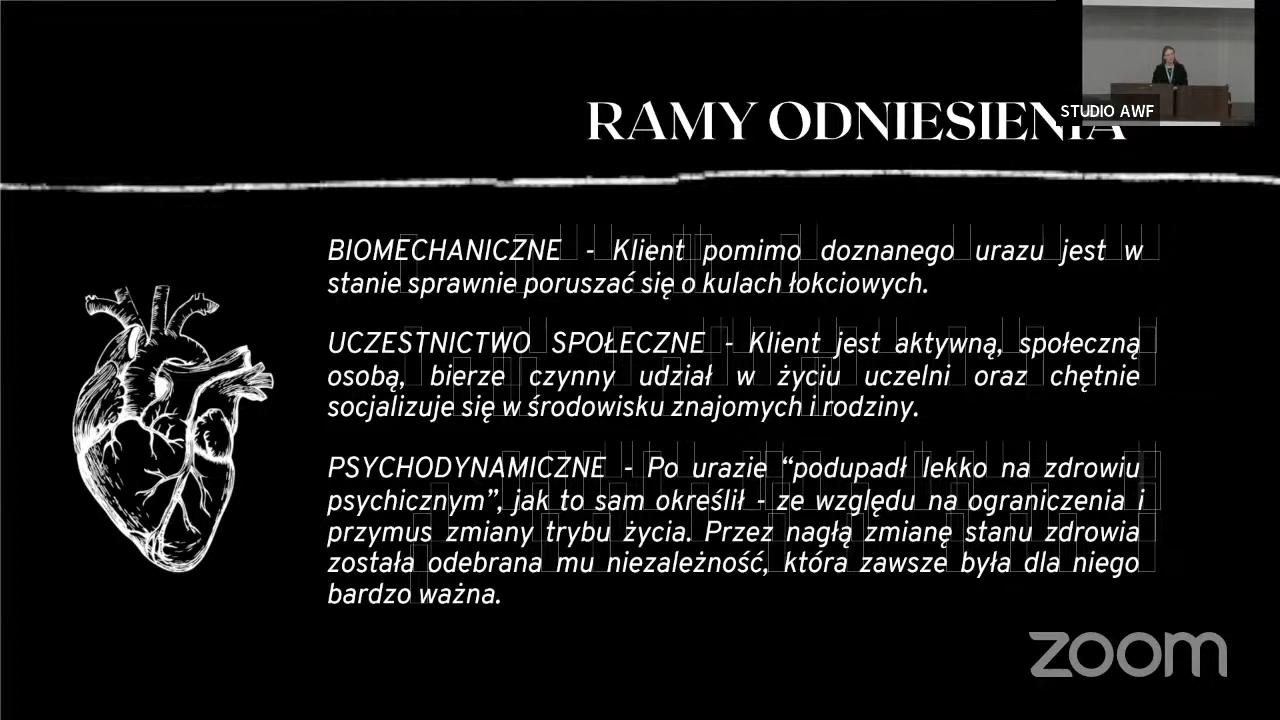 STUDIO AWF
RAMY ODNIESIENIA
BIOMECHANICZNE - Klient pomimo doznanego urazu jest w
stanie sprawnie poruszać się o kulach łokciowych.
UCZESTNICTWO SPOŁECZNE - Klient jest aktywną, społeczną
osobą, bierze czynny udział w życiu uczelni oraz chętnie
socjalizuje się w środowisku znajomych i rodziny.
PSYCHODYNAMICZNE - Po urazie “podupadł lekko na zdrowiu
psychicznym”, jak to sam określił - ze względu na ograniczenia i
przymus zmiany trybu życia. Przez nagłą zmianę stanu zdrowia
została odebrana mu niezależność, która zawsze była dla niego
bardzo ważna.
zoom